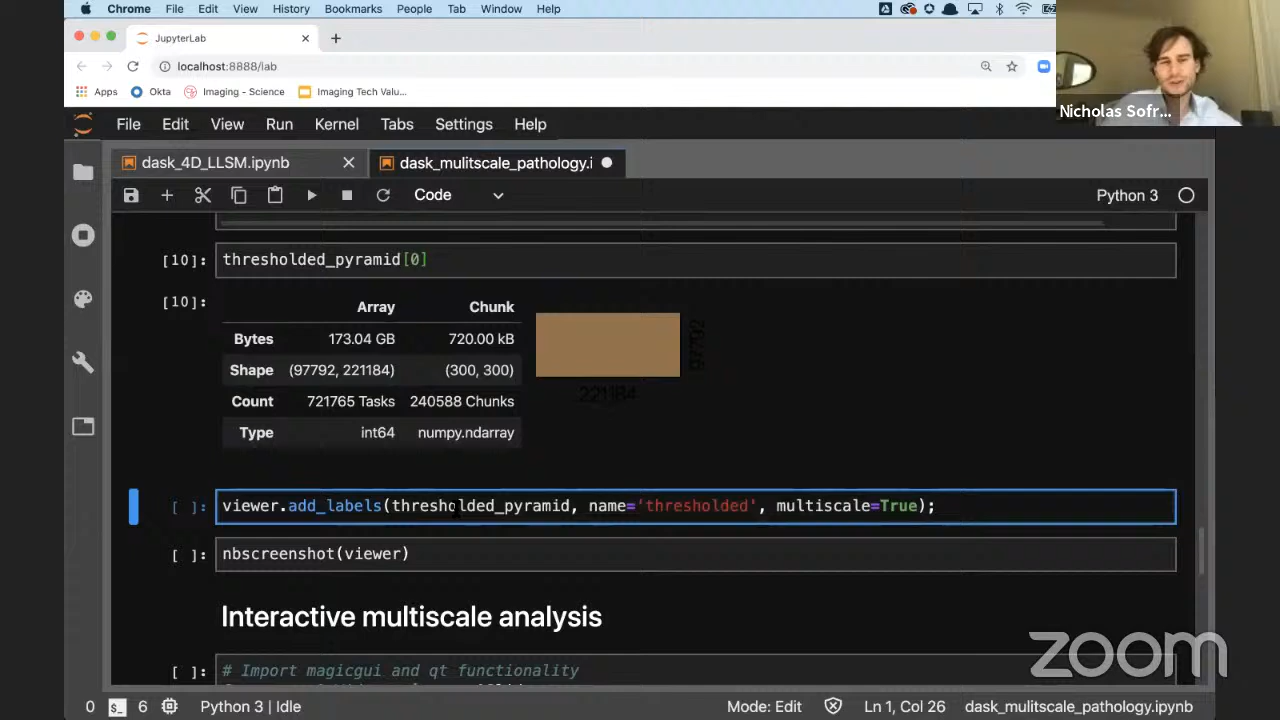 Chrome File Edit View History Bookmarks People Tab Window Help
JupyterLab
localhost:8888/lab
Apps Okta Imaging - Science Imaging Tech Valu...
Nicholas Sofr...
File Edit View Run Kernel Tabs Settings Help
dask_4D_LLSM.ipynb dask_mulitscale_pathology.i
Code Python 3
[10]: thresholded_pyramid[0]
[10]:
Array Chunk
Bytes 173.04 GB 720.00 kB
Shape (97792, 221184) (300, 300)
Count 721765 Tasks 240588 Chunks
Type int64 numpy.ndarray
97792
221184
[ ]: viewer.add_labels(thresholded_pyramid, name='thresholded', multiscale=True);
[ ]: nbscreenshot(viewer)
Interactive multiscale analysis
[ ]: # Import magicgui and qt functionality
zoom
0 6 Python 3 | Idle Mode: Edit Ln 1, Col 26 dask_mulitscale_pathology.ipynb